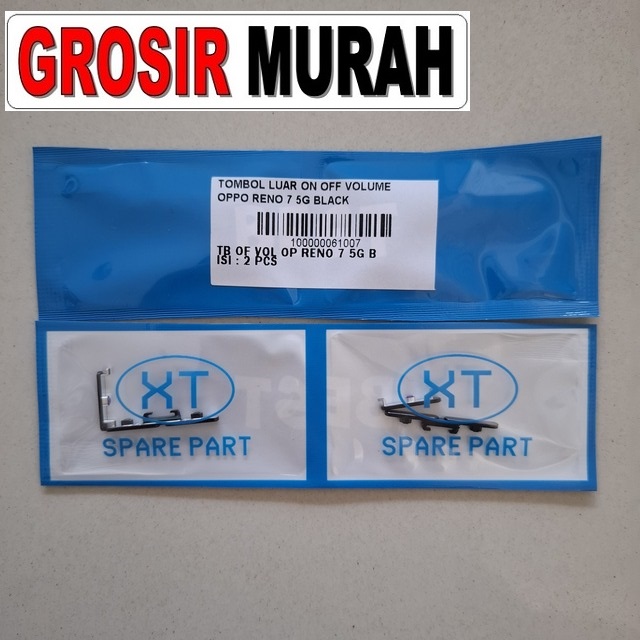 GROSIR MURAH
TOMBOL LUAR ON OFF VOLUME
OPPO RENO 7 5G BLACK
100000061007
TB OF VOL OP RENO 7 5G B
ISI : 2 PCS
XT
SPARE PART
XT
SPARE PART